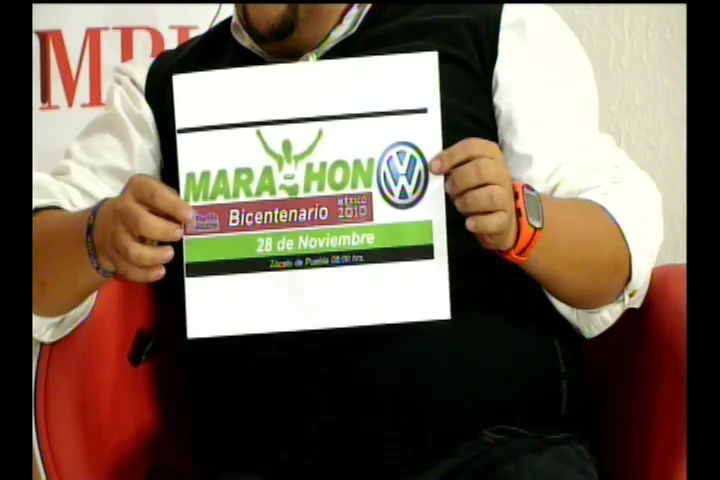 MARATHON
Bicentenario MÉXICO 2010
28 de Noviembre
Zócalo de Puebla 08:00 hrs.